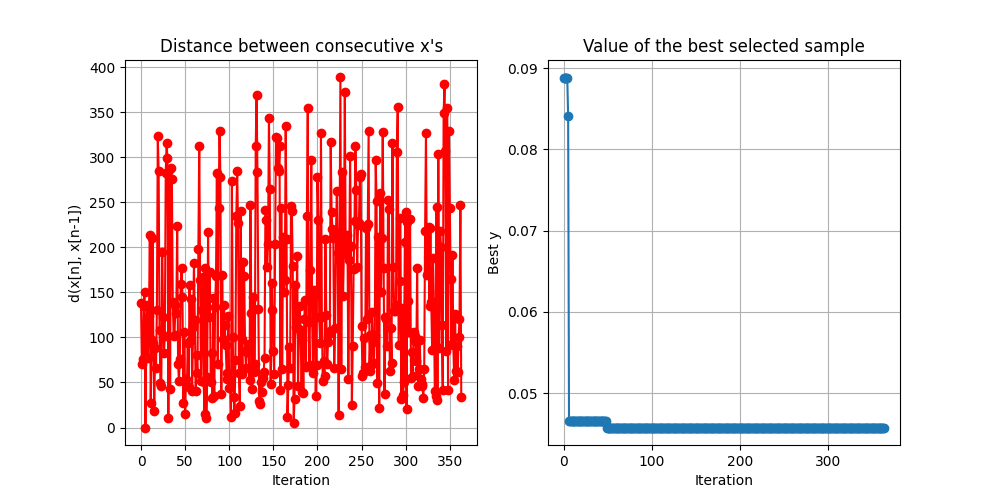 Distance between consecutive x's
d(x[n], x[n-1])
400
350
300
250
200
150
100
50
0
0 50 100 150 200 250 300 350
Iteration
Value of the best selected sample
Best y
0.09
0.08
0.07
0.06
0.05
0 100 200 300
Iteration